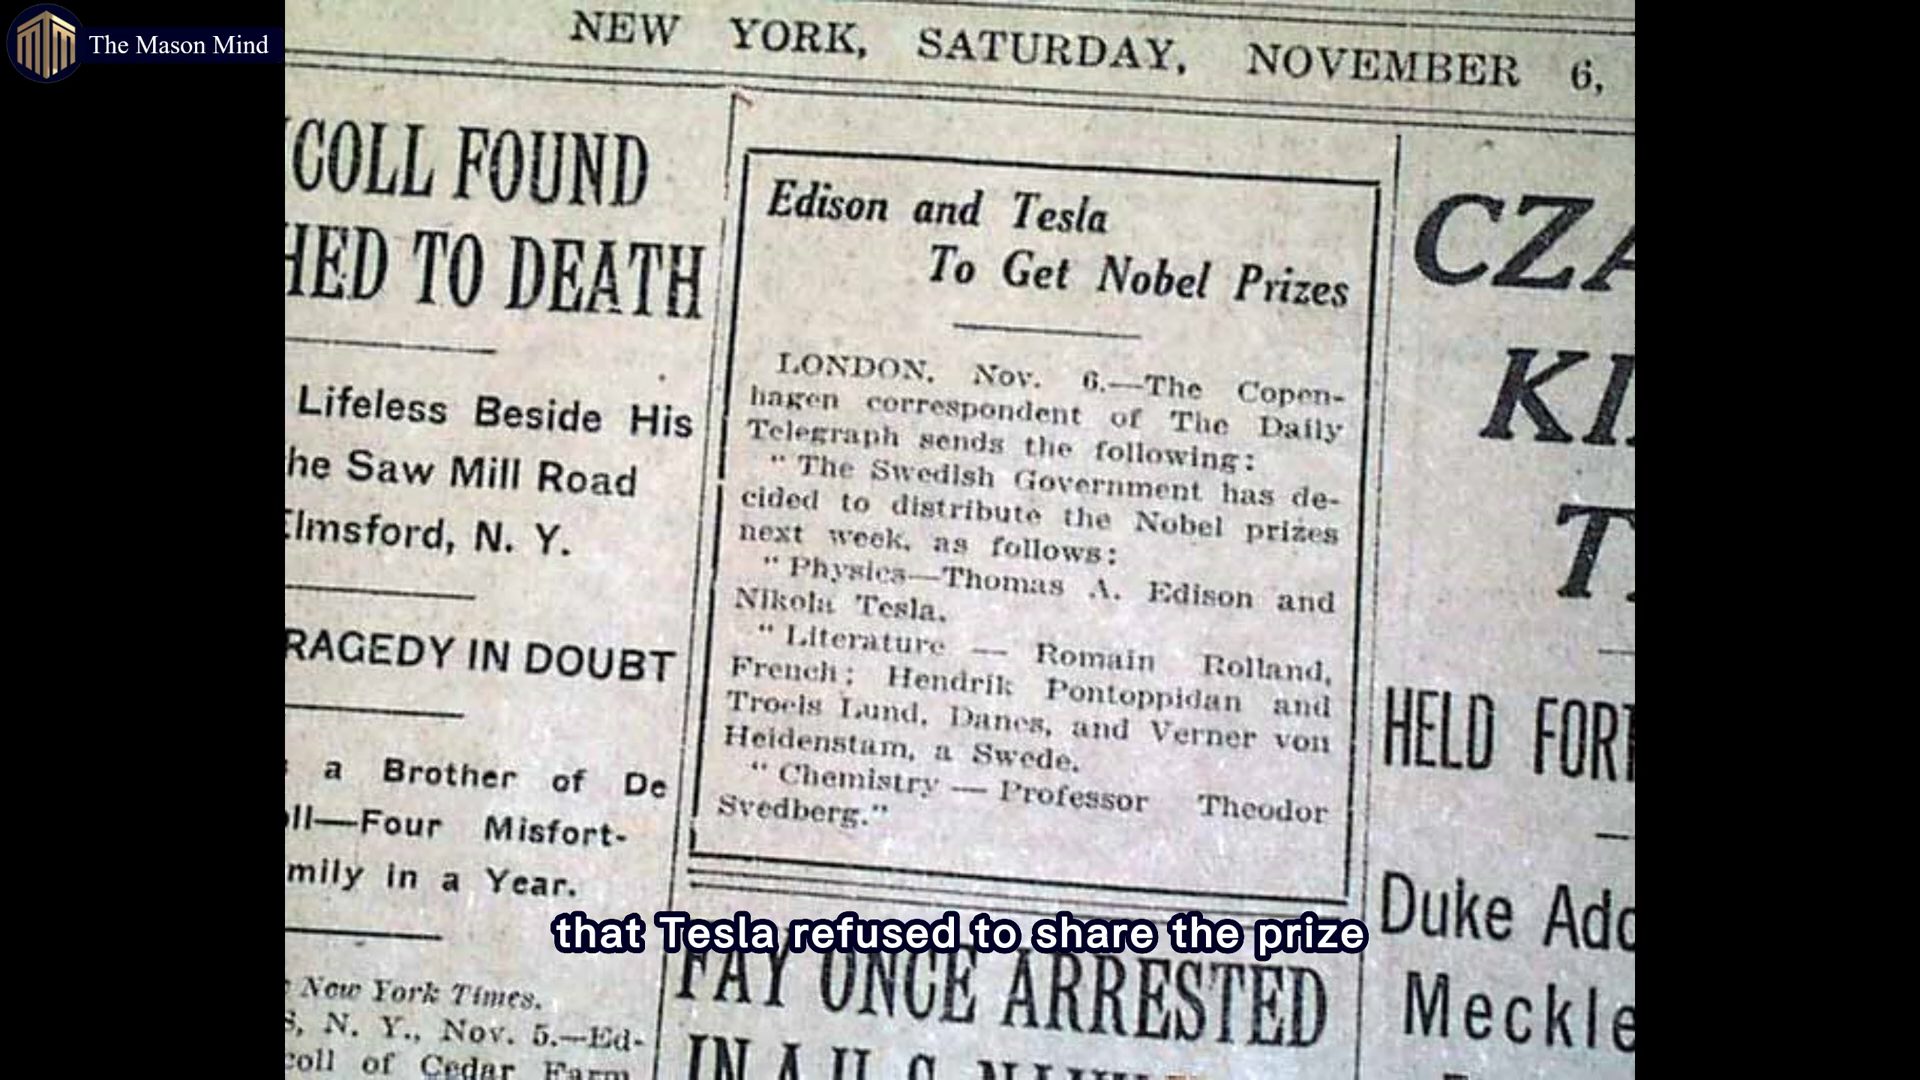 The Mason Mind
NEW YORK, SATURDAY, NOVEMBER 6,
COLL FOUND
HED TO DEATH
Lifeless Beside His
he Saw Mill Road
Elmsford, N. Y.
RAGEDY IN DOUBT
a Brother of De
ll—Four Misfort-
mily in a Year.
New York Times.
N. Y., Nov. 5.—Ed-
coll of Cedar Farm
Edison and Tesla
To Get Nobel Prizes
LONDON. Nov. 6.—The Copen-
hagen correspondent of The Daily
Telegraph sends the following:
"The Swedish Government has de-
cided to distribute the Nobel prizes
next week, as follows:
"Physics—Thomas A. Edison and
Nikola Tesla.
"Literature — Romain Rolland,
French; Hendrik Pontoppidan and
Troels Lund, Danes, and Verner von
Heidenstam, a Swede.
"Chemistry — Professor Theodor
Svedberg."
FAY ONCE ARRESTED
CZA
KI
T
HELD FORT
Duke Add
Meckle
that Tesla refused to share the prize